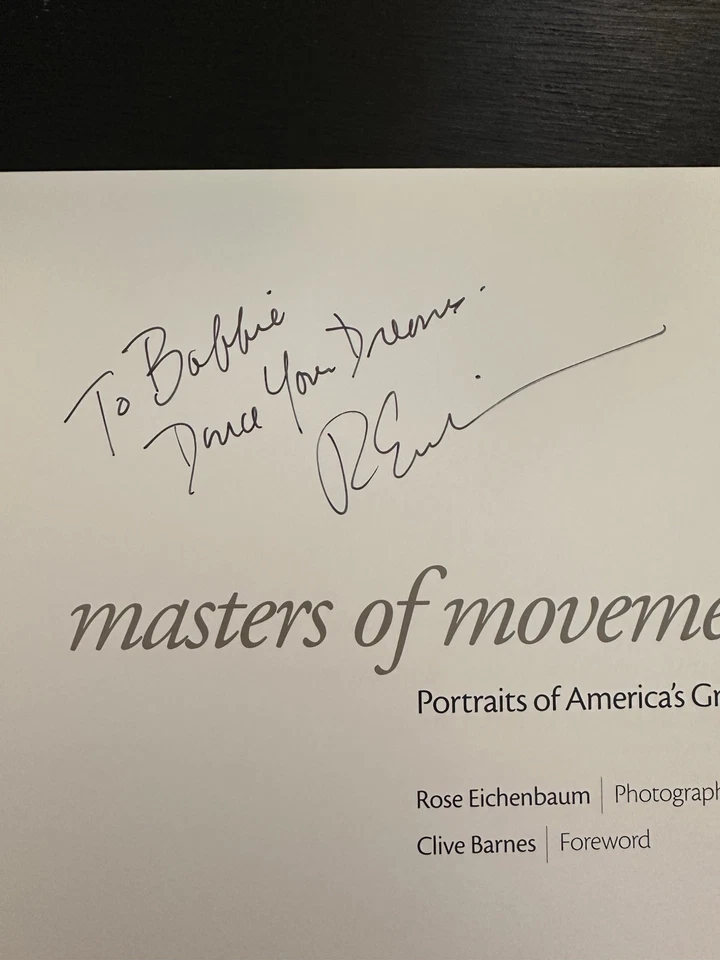 To Bobbie
Dance Your Dreams.
masters of moveme
Portraits of America's Gr
Rose Eichenbaum | Photograph
Clive Barnes | Foreword